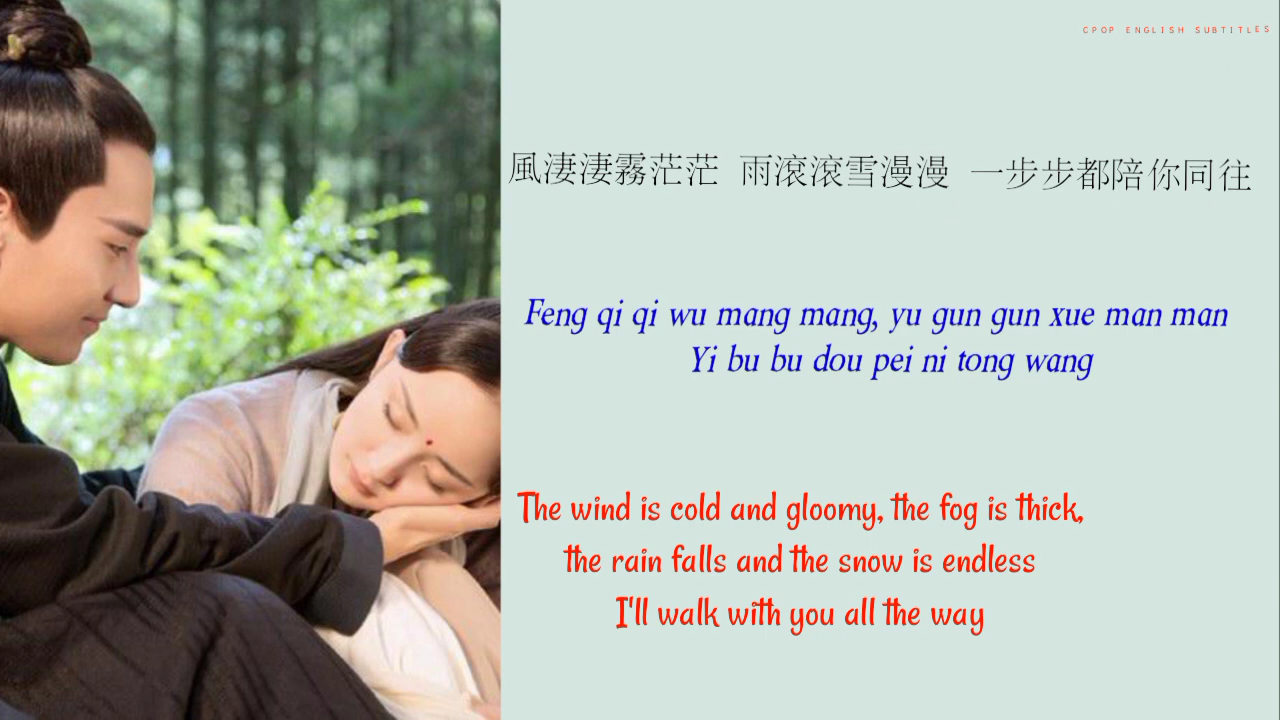 CPOP ENGLISH SUBTITLES
風淒淒霧茫茫 雨滾滾雪漫漫 一步步都陪你同往
Feng qi qi wu mang mang, yu gun gun xue man man
Yi bu bu dou pei ni tong wang
The wind is cold and gloomy, the fog is thick,
the rain falls and the snow is endless
I'll walk with you all the way